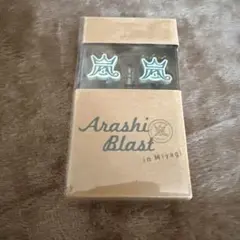 嵐 嵐
Arashi
Blast
in Miyagi